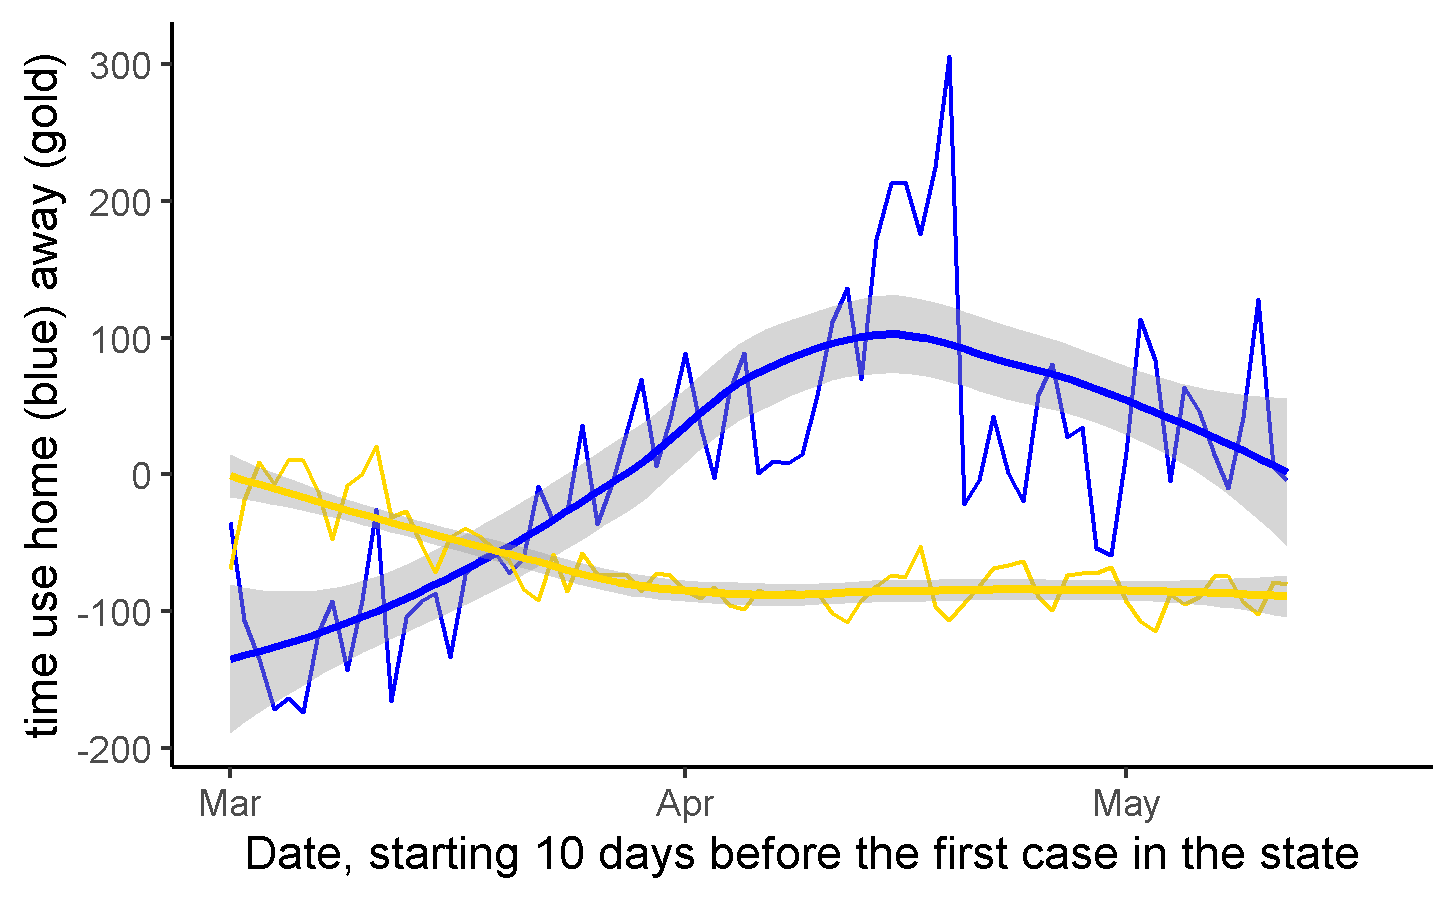 time use home (blue) away (gold)
300
200
100
0
-100
-200
Mar
Apr
May
Date, starting 10 days before the first case in the state